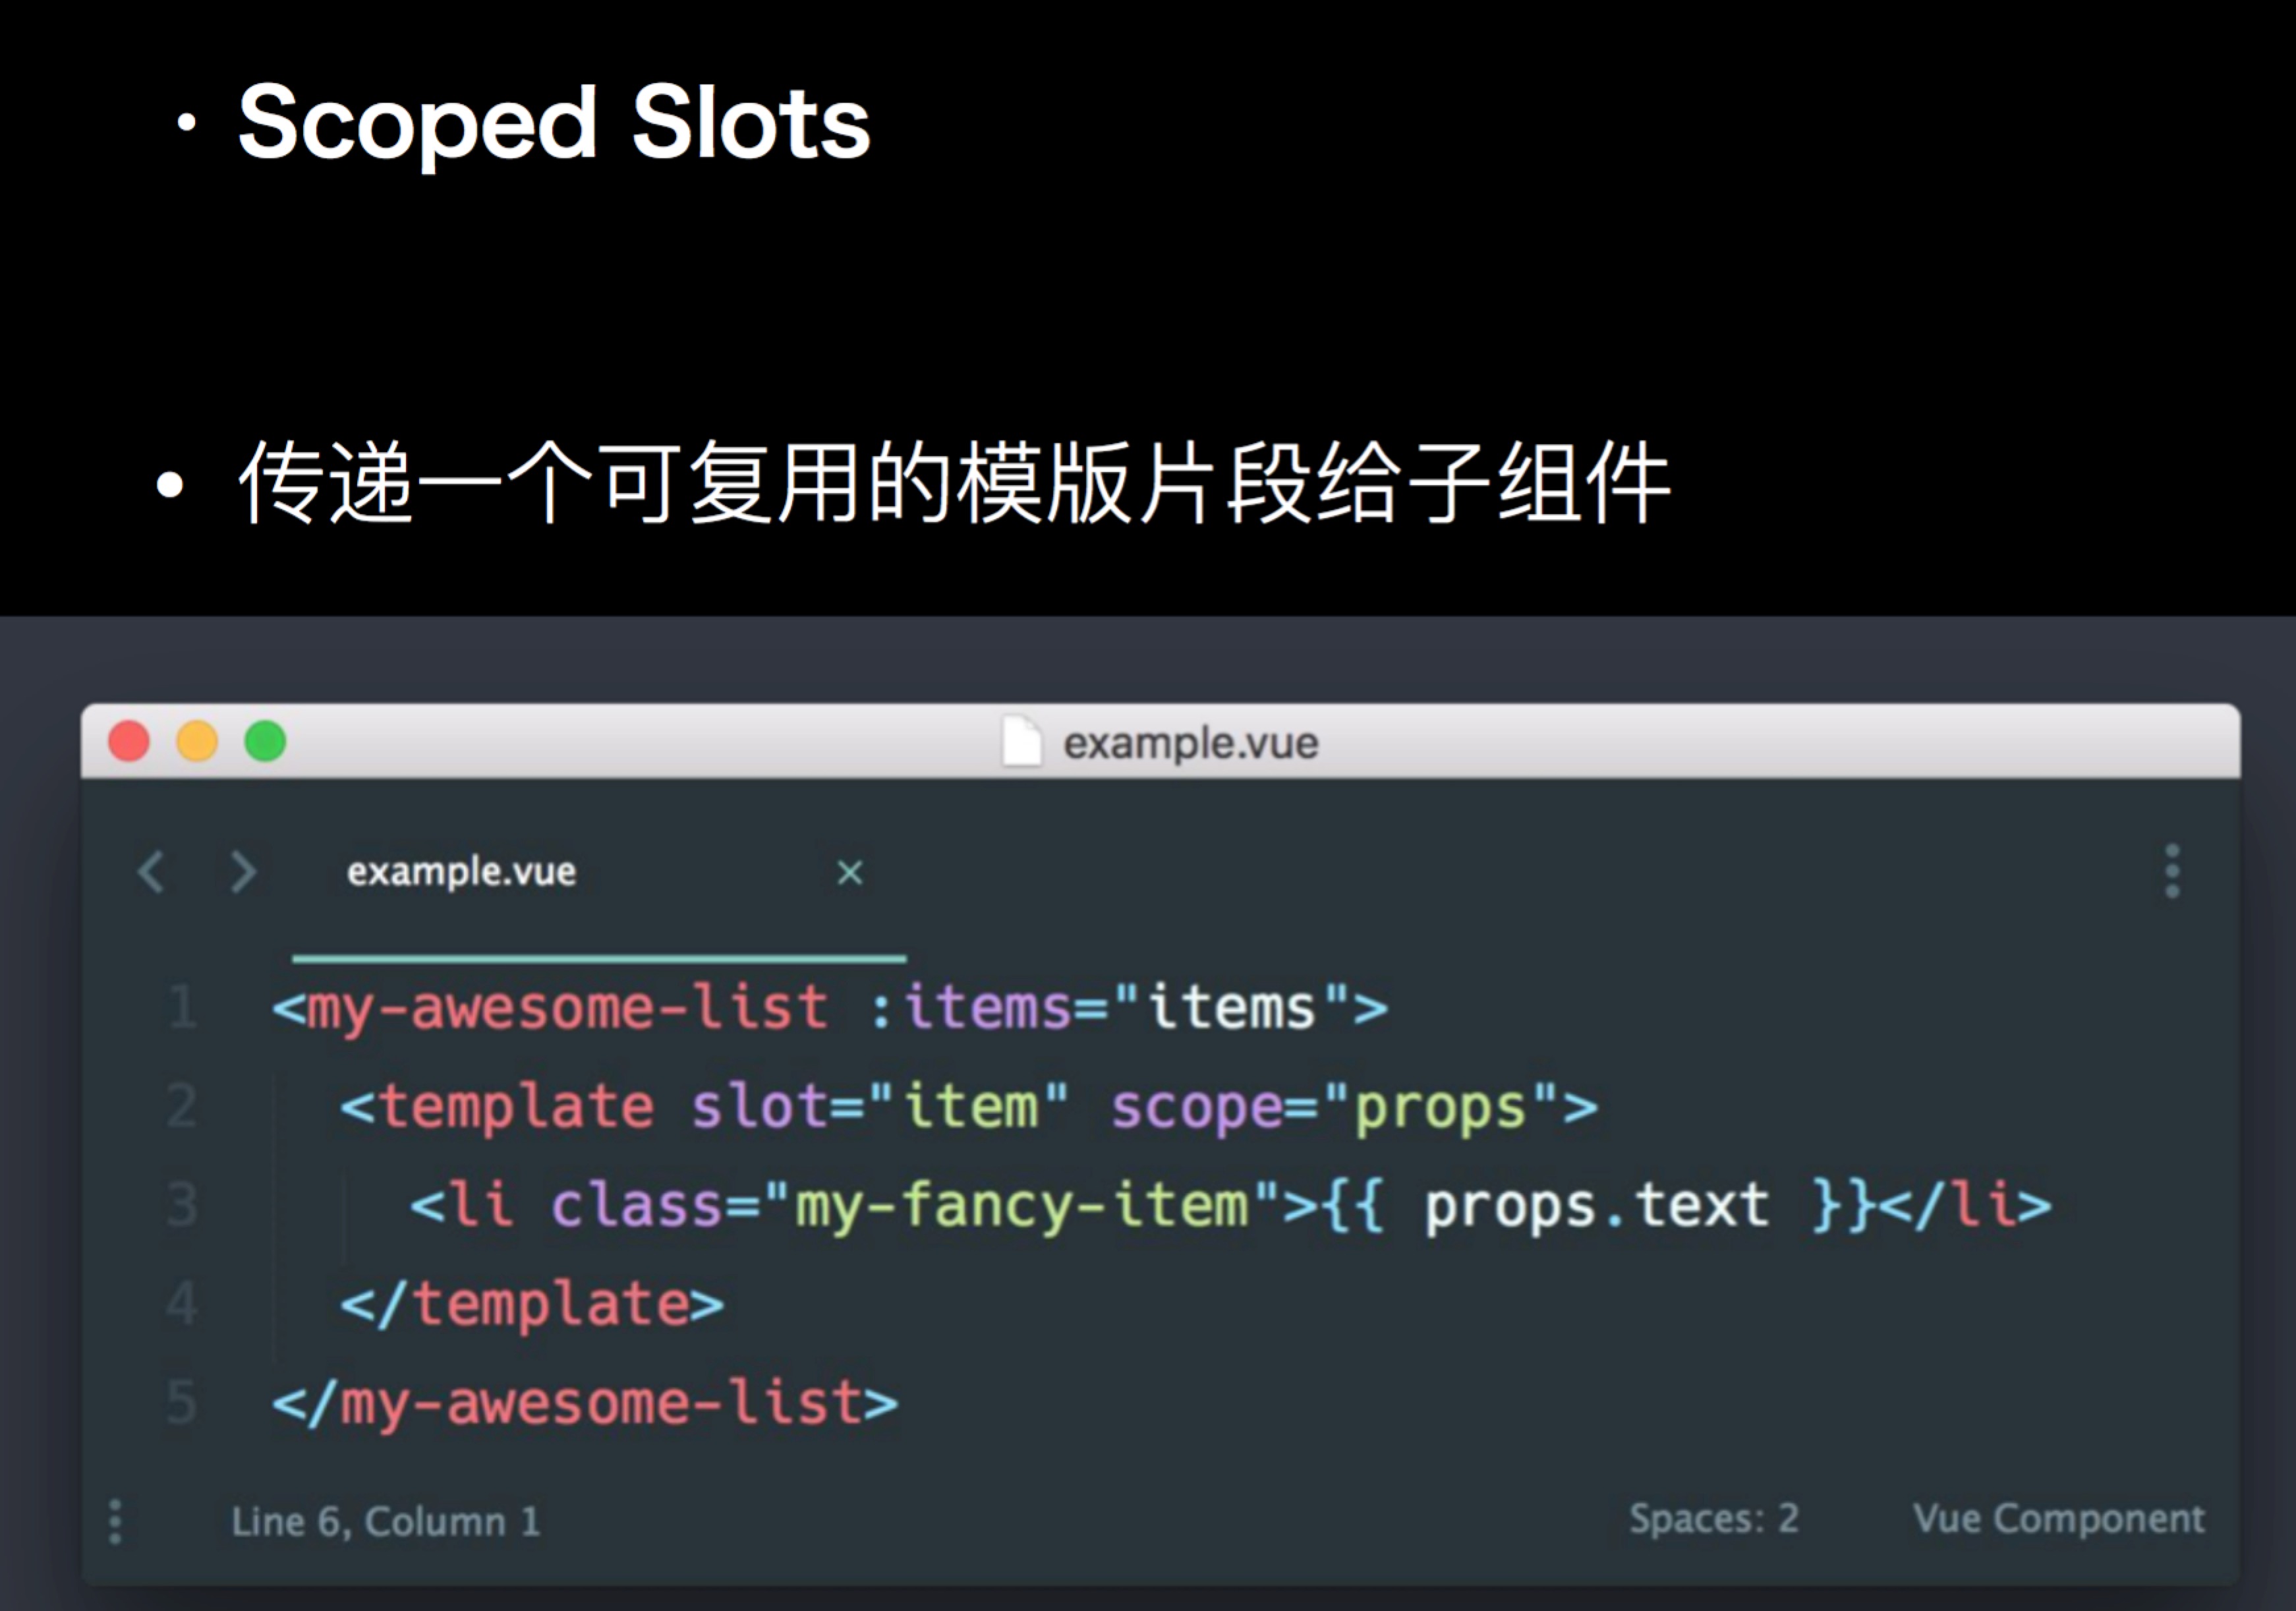 • Scoped Slots
• 传递一个可复用的模版片段给子组件
example.vue
example.vue ×
1 <my-awesome-list :items="items">
2   <template slot="item" scope="props">
3     <li class="my-fancy-item">{{ props.text }}</li>
4   </template>
5 </my-awesome-list>
Line 6, Column 1 Spaces: 2 Vue Component